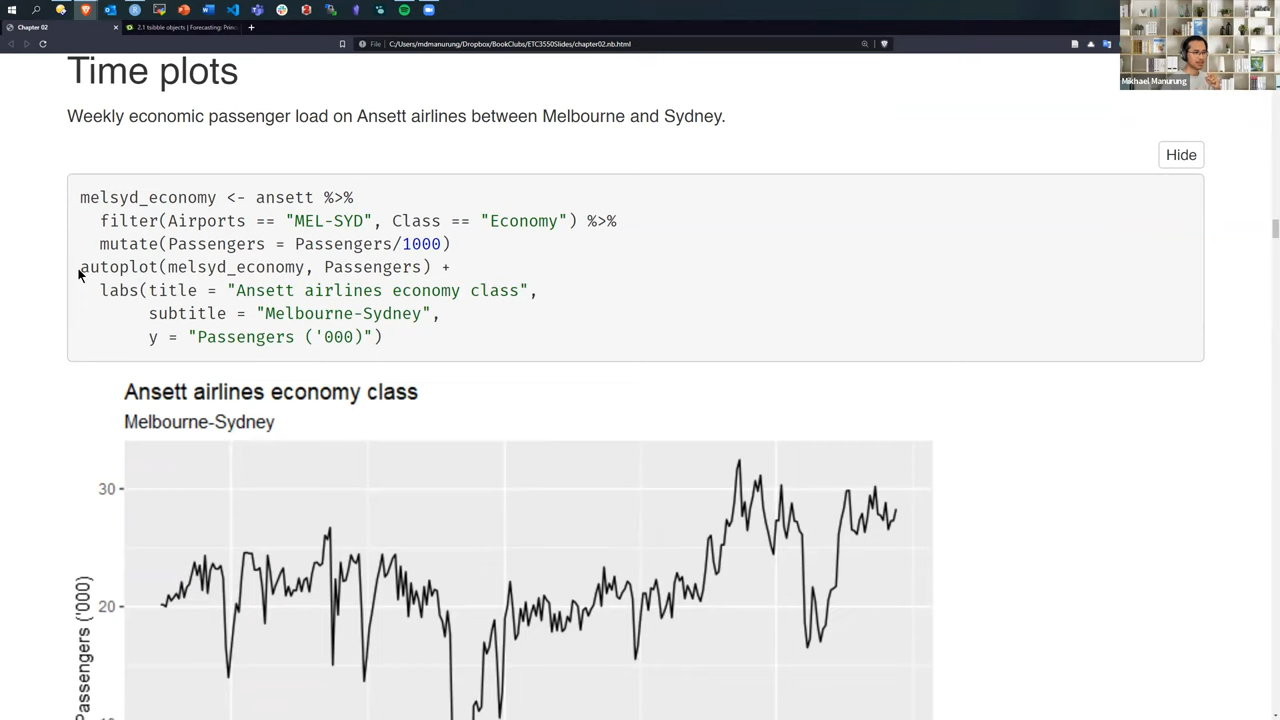 Chapter 02
2.1 tsibble objects | Forecasting: Princ
File
C:/Users/mdmanurung/Dropbox/BookClubs/ETC3550Slides/chapter02.nb.html
Mikhael Manurung
Time plots
Weekly economic passenger load on Ansett airlines between Melbourne and Sydney.
Hide
melsyd_economy <- ansett %>%
filter(Airports == "MEL-SYD", Class == "Economy") %>%
mutate(Passengers = Passengers/1000)
autoplot(melsyd_economy, Passengers) +
labs(title = "Ansett airlines economy class",
subtitle = "Melbourne-Sydney",
y = "Passengers ('000)")
Ansett airlines economy class
Melbourne-Sydney
30
20
Passengers ('000)